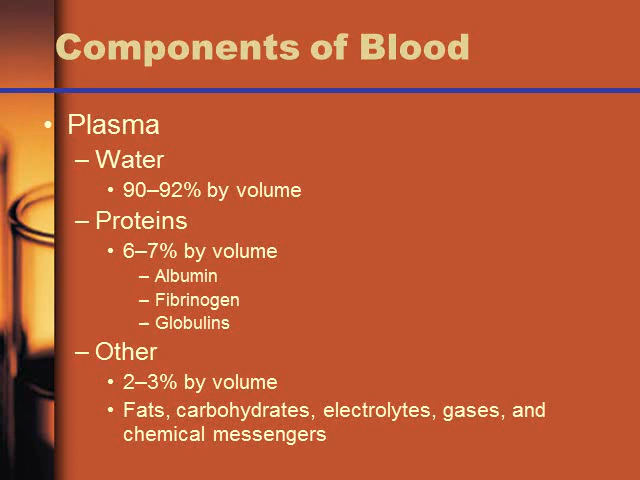 Components of Blood
• Plasma
– Water
• 90–92% by volume
– Proteins
• 6–7% by volume
– Albumin
– Fibrinogen
– Globulins
– Other
• 2–3% by volume
• Fats, carbohydrates, electrolytes, gases, and
chemical messengers